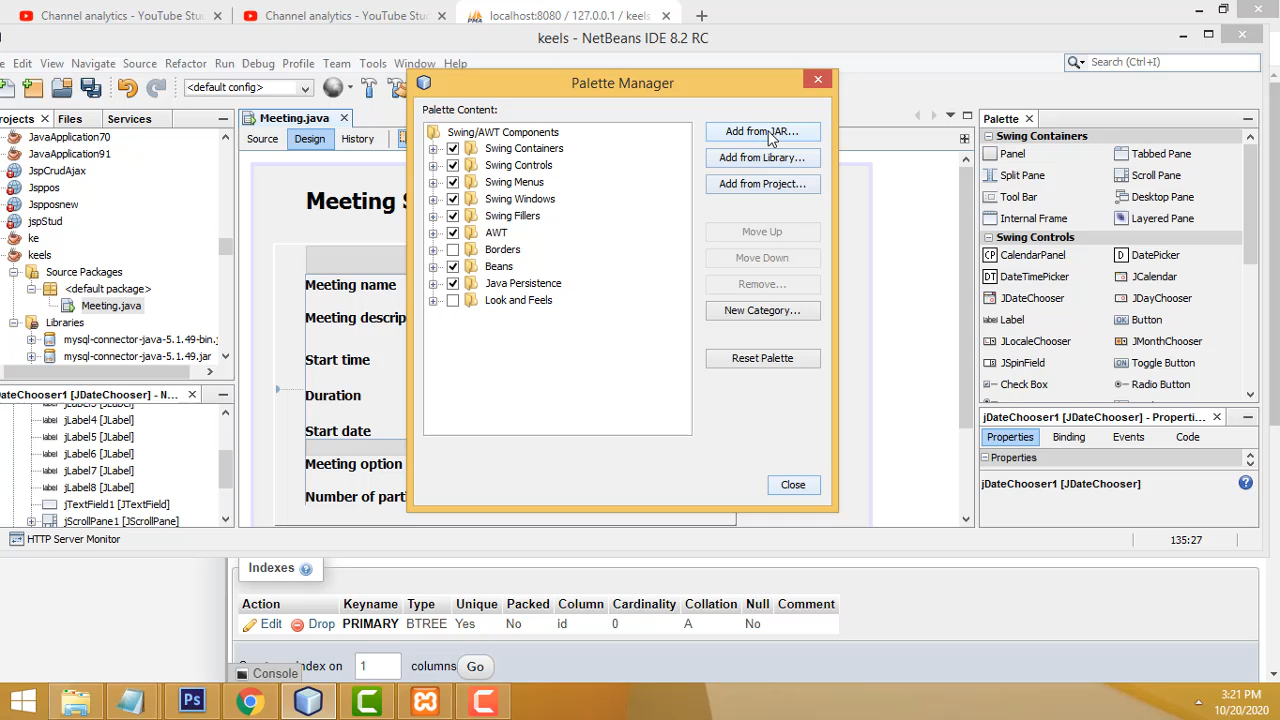 Channel analytics - YouTube Stu
Channel analytics - YouTube Stu
localhost:8080 / 127.0.0.1 / keels
keels - NetBeans IDE 8.2 RC
Edit View Navigate Source Refactor Run Debug Profile Team Tools Window Help
Search (Ctrl+I)
<default config>
rojects
Files
Services
Meeting.java
Source
Design
History
JavaApplication70
JavaApplication91
JspCrudAjax
Jsppos
Jspposnew
jspStud
ke
keels
Source Packages
<default package>
Meeting.java
Libraries
mysql-connector-java-5.1.49-bin.j
mysql-connector-java-5.1.49.jar
DateChooser1 [JDateChooser] - N...
label jLabel4 [JLabel]
label jLabel5 [JLabel]
label jLabel6 [JLabel]
label jLabel7 [JLabel]
label jLabel8 [JLabel]
jTextField1 [JTextField]
jScrollPane1 [JScrollPane]
HTTP Server Monitor
Meeting S
Meeting name
Meeting descrip
Start time
Duration
Start date
Meeting option
Number of parti
Palette Manager
Palette Content:
Swing/AWT Components
Swing Containers
Swing Controls
Swing Menus
Swing Windows
Swing Fillers
AWT
Borders
Beans
Java Persistence
Look and Feels
Add from JAR...
Add from Library...
Add from Project...
Move Up
Move Down
Remove...
New Category...
Reset Palette
Close
Palette
Swing Containers
Panel
Tabbed Pane
Split Pane
Scroll Pane
Tool Bar
Desktop Pane
Internal Frame
Layered Pane
Swing Controls
CP CalendarPanel
D DatePicker
DT DateTimePicker
JCalendar
JDateChooser
JDayChooser
label Label
OK Button
JLocaleChooser
JMonthChooser
JSpinField
ON Toggle Button
Check Box
Radio Button
jDateChooser1 [JDateChooser] - Properti...
Properties
Binding
Events
Code
Properties
jDateChooser1 [JDateChooser]
135:27
Indexes
Action Keyname Type Unique Packed Column Cardinality Collation Null Comment
Edit Drop PRIMARY BTREE Yes No id 0 A No
index on 1 columns Go
Console
3:21 PM
10/20/2020